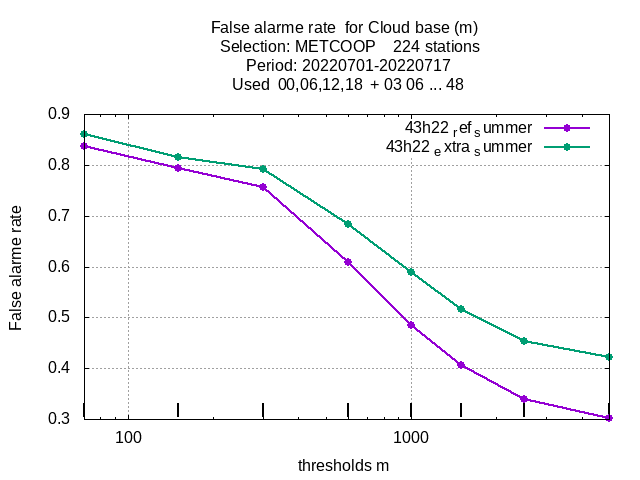 False alarme rate for Cloud base (m)
Selection: METCOOP 224 stations
Period: 20220701-20220717
Used 00,06,12,18 + 03 06 ... 48
43h22 ref summer
43h22 extra summer
False alarme rate
0.9
0.8
0.7
0.6
0.5
0.4
0.3
100 1000
thresholds m